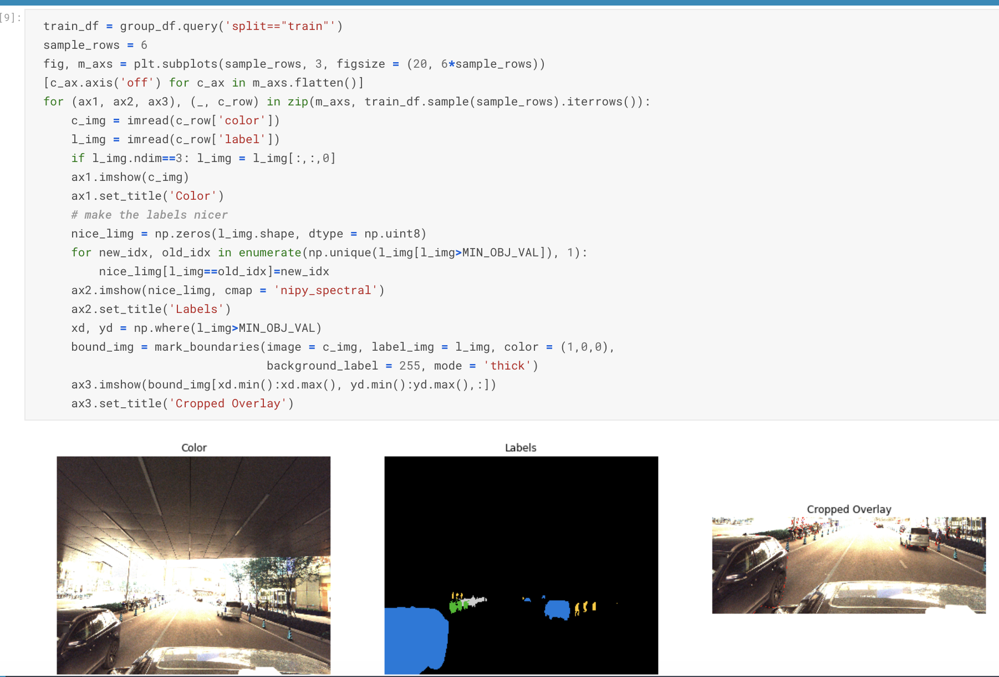 [9]:
train_df = group_df.query('split=="train"')
sample_rows = 6
fig, m_axs = plt.subplots(sample_rows, 3, figsize = (20, 6*sample_rows))
[c_ax.axis('off') for c_ax in m_axs.flatten()]
for (ax1, ax2, ax3), (_, c_row) in zip(m_axs, train_df.sample(sample_rows).iterrows()):
    c_img = imread(c_row['color'])
    l_img = imread(c_row['label'])
    if l_img.ndim==3: l_img = l_img[:,:,0]
    ax1.imshow(c_img)
    ax1.set_title('Color')
    # make the labels nicer
    nice_limg = np.zeros(l_img.shape, dtype = np.uint8)
    for new_idx, old_idx in enumerate(np.unique(l_img[l_img>MIN_OBJ_VAL]), 1):
        nice_limg[l_img==old_idx]=new_idx
    ax2.imshow(nice_limg, cmap = 'nipy_spectral')
    ax2.set_title('Labels')
    xd, yd = np.where(l_img>MIN_OBJ_VAL)
    bound_img = mark_boundaries(image = c_img, label_img = l_img, color = (1,0,0),
                                background_label = 255, mode = 'thick')
    ax3.imshow(bound_img[xd.min():xd.max(), yd.min():yd.max(),:])
    ax3.set_title('Cropped Overlay')
Color
Labels
Cropped Overlay